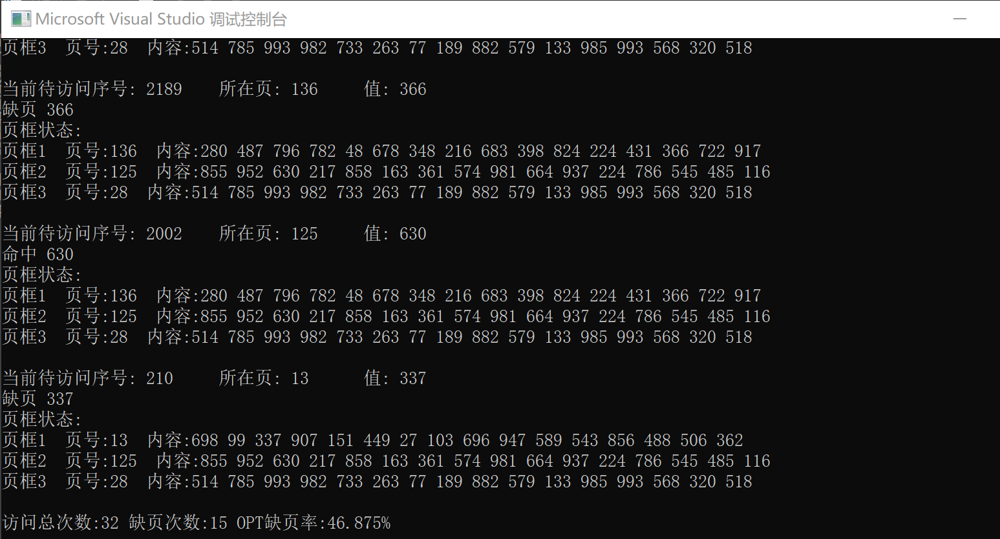 Microsoft Visual Studio 调试控制台
页框3 页号:28 内容:514 785 993 982 733 263 77 189 882 579 133 985 993 568 320 518
当前待访问序号: 2189 所在页: 136 值: 366
缺页 366
页框状态:
页框1 页号:136 内容:280 487 796 782 48 678 348 216 683 398 824 224 431 366 722 917
页框2 页号:125 内容:855 952 630 217 858 163 361 574 981 664 937 224 786 545 485 116
页框3 页号:28 内容:514 785 993 982 733 263 77 189 882 579 133 985 993 568 320 518
当前待访问序号: 2002 所在页: 125 值: 630
命中 630
页框状态:
页框1 页号:136 内容:280 487 796 782 48 678 348 216 683 398 824 224 431 366 722 917
页框2 页号:125 内容:855 952 630 217 858 163 361 574 981 664 937 224 786 545 485 116
页框3 页号:28 内容:514 785 993 982 733 263 77 189 882 579 133 985 993 568 320 518
当前待访问序号: 210 所在页: 13 值: 337
缺页 337
页框状态:
页框1 页号:13 内容:698 99 337 907 151 449 27 103 696 947 589 543 856 488 506 362
页框2 页号:125 内容:855 952 630 217 858 163 361 574 981 664 937 224 786 545 485 116
页框3 页号:28 内容:514 785 993 982 733 263 77 189 882 579 133 985 993 568 320 518
访问总次数:32 缺页次数:15 OPT缺页率:46.875%